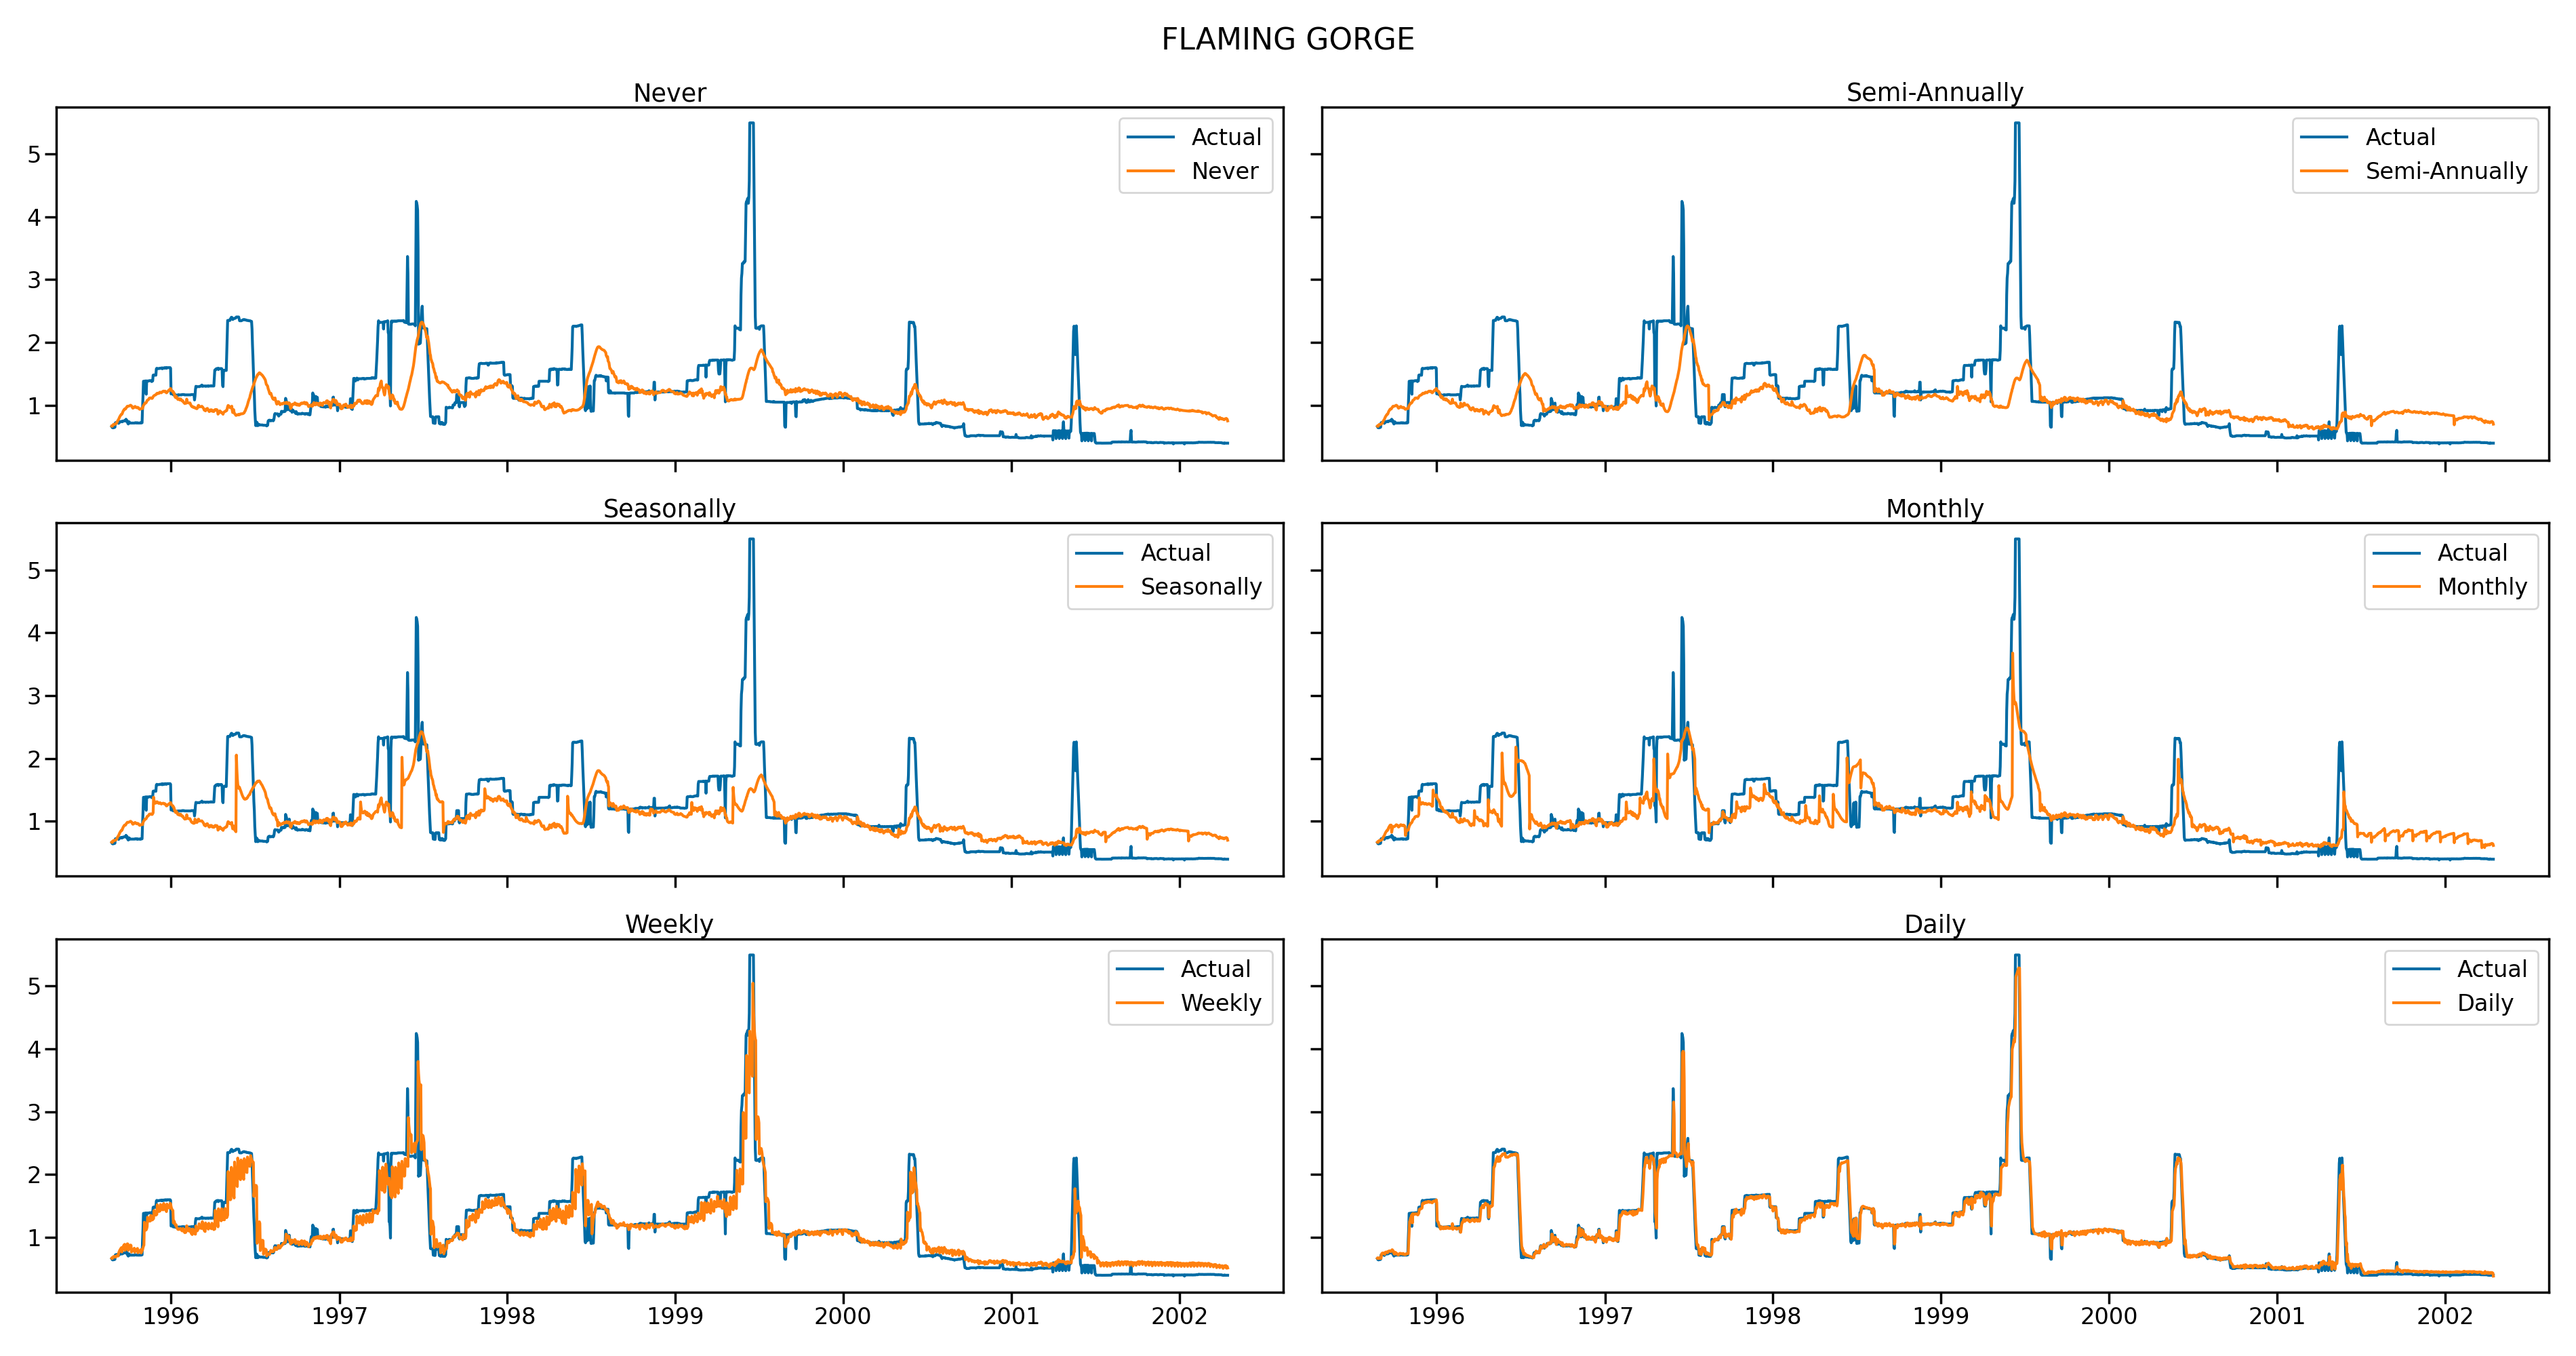 FLAMING GORGE
Never
Semi-Annually
Actual
Never
Actual
Semi-Annually
5
4
3
2
1
Seasonally
Monthly
Actual
Seasonally
Actual
Monthly
5
4
3
2
1
Weekly
Daily
Actual
Weekly
Actual
Daily
5
4
3
2
1
1996 1997 1998 1999 2000 2001 2002
1996 1997 1998 1999 2000 2001 2002